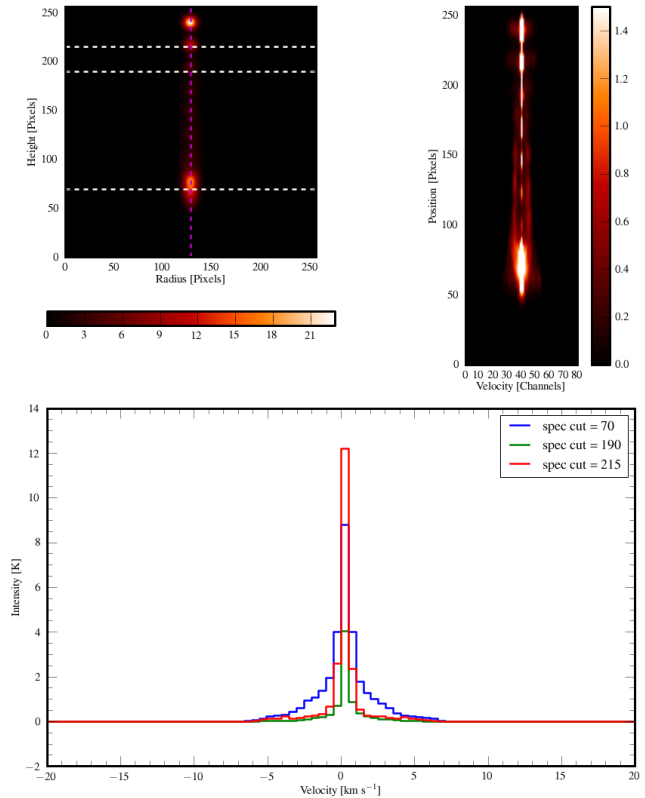 250
200
150
100
50
0
Height [Pixels]
0 50 100 150 200 250
Radius [Pixels]
0 3 6 9 12 15 18 21
250
200
150
100
50
0
Position [Pixels]
0 10 20 30 40 50 60 70 80
Velocity [Channels]
1.4
1.2
1.0
0.8
0.6
0.4
0.2
0.0
14
12
10
8
6
4
2
0
−2
Intensity [K]
spec cut = 70
spec cut = 190
spec cut = 215
−20 −15 −10 −5 0 5 10 15 20
Velocity [km s⁻¹]